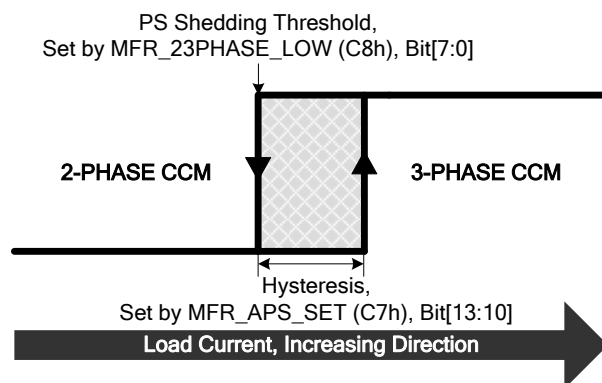 PS Shedding Threshold,
Set by MFR_23PHASE_LOW (C8h), Bit[7:0]
2-PHASE CCM
3-PHASE CCM
Hysteresis,
Set by MFR_APS_SET (C7h), Bit[13:10]
Load Current, Increasing Direction